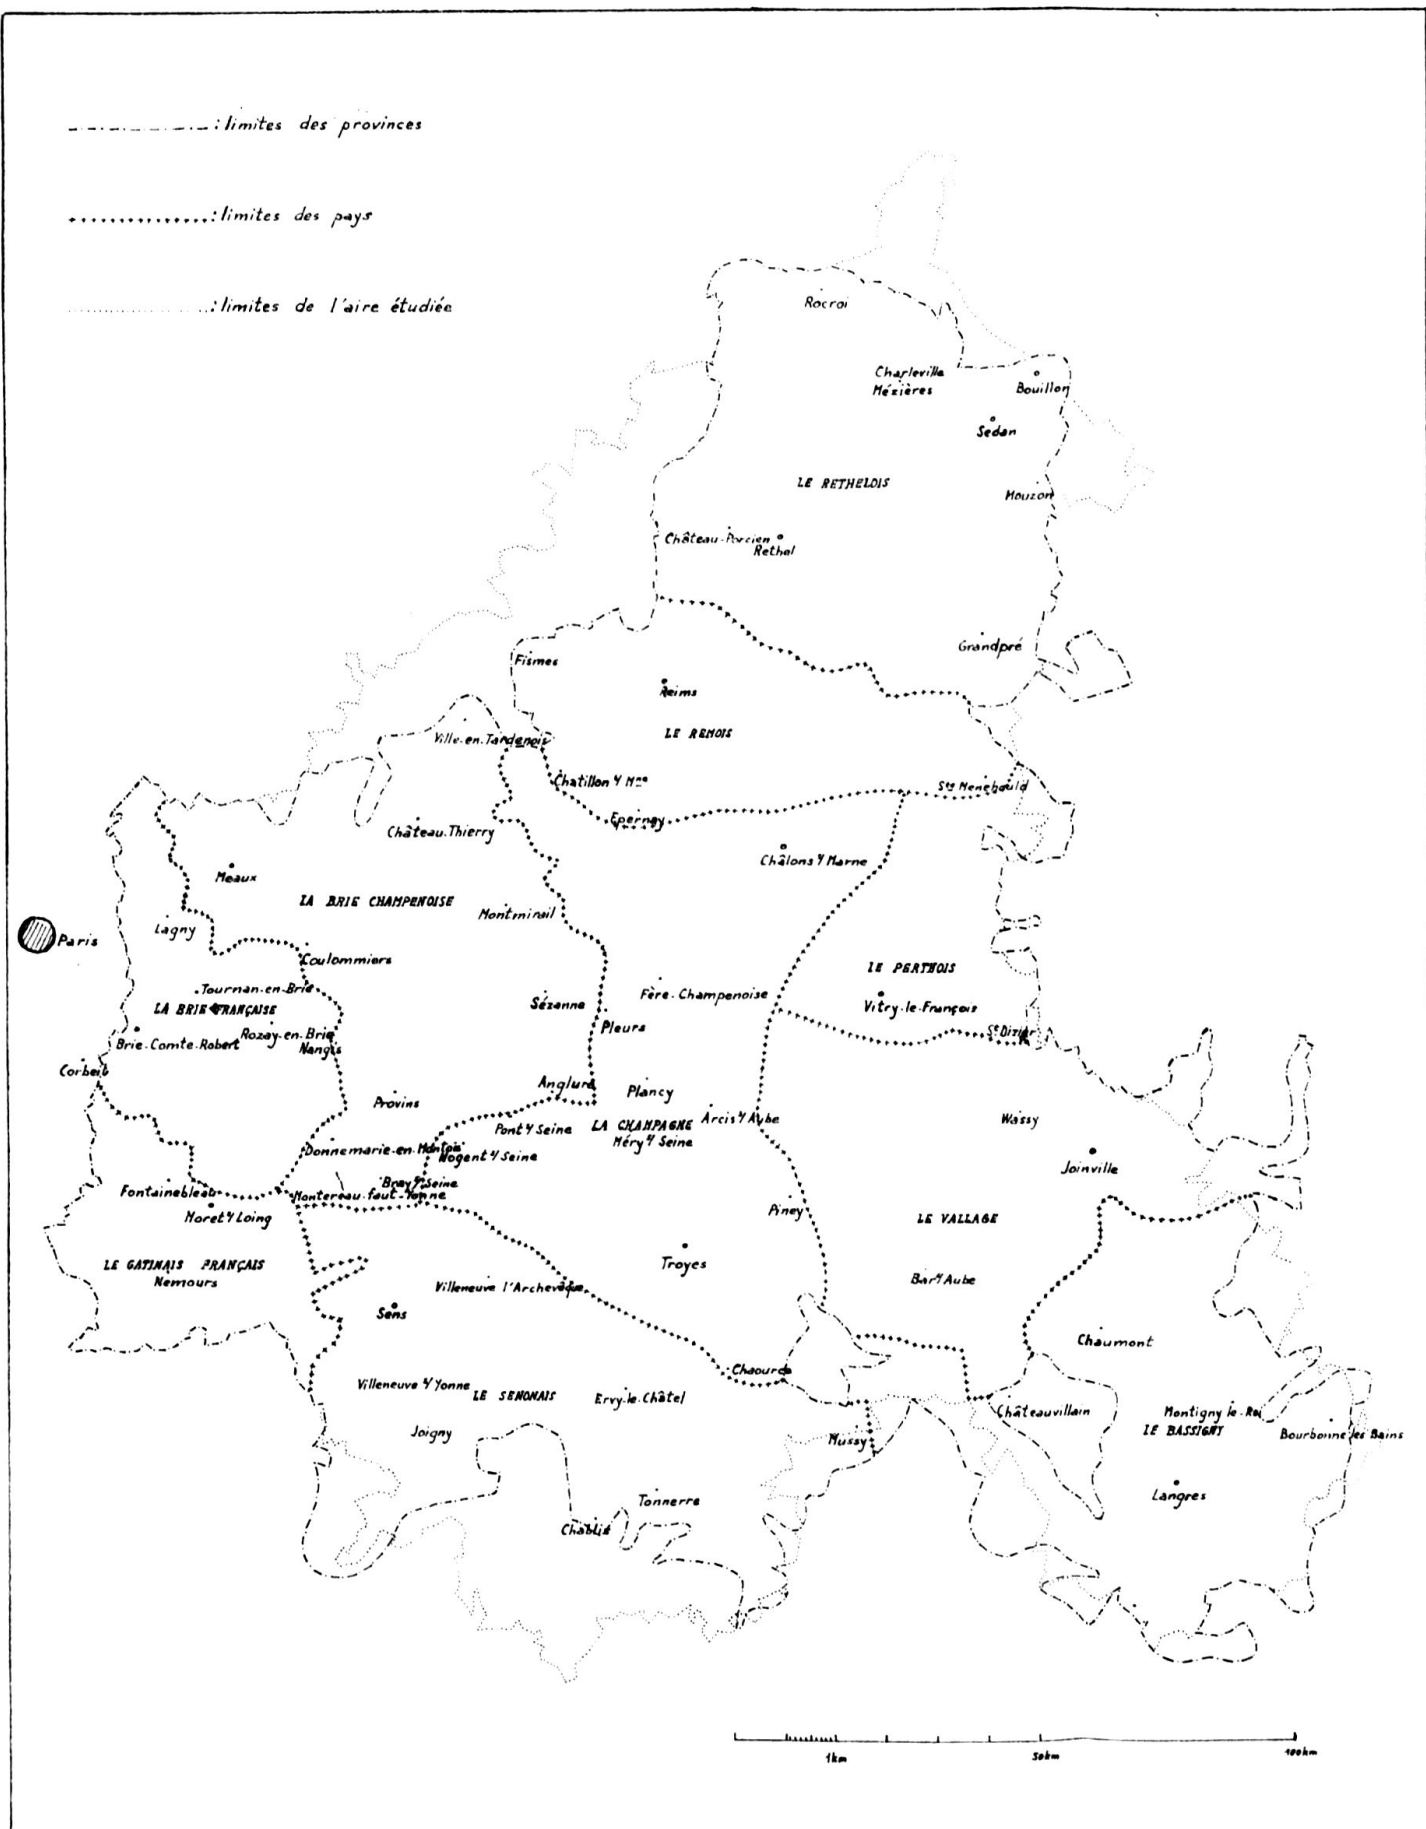 : limites des provinces
: limites des pays
: limites de l'aire étudiée
Rocroi
Charleville
Mézières
Bouillon
Sedan
LE RETHELOIS
Mouzon
Château-Porcien
Rethel
Grandpré
Fismes
Reims
LE REMOIS
Ville-en-Tardenois
Chatillon s/ Mne
Ste Menehould
Epernay
Château-Thierry
Châlons s/ Marne
Meaux
LA BRIE CHAMPENOISE
Montmirail
Lagny
Paris
Coulommiers
LE PERTHOIS
Tournan-en-Brie
Fère-Champenoise
Sézanne
Vitry-le-François
LA BRIE FRANÇAISE
Pleurs
St Dizier
Rozay-en-Brie
Brie-Comte-Robert
Nangis
Corbeil
Anglure
Plancy
Provins
Arcis s/ Aube
Wassy
Pont s/ Seine
LA CHAMPAGNE
Méry s/ Seine
Donnemarie-en-Montois
Nogent s/ Seine
Joinville
Bray s/ Seine
Fontainebleau
Montereau-faut-Yonne
Moret s/ Loing
Piney
LE VALLAGE
LE GATINAIS FRANÇAIS
Nemours
Troyes
Villeneuve l'Archevêque
Bar s/ Aube
Sens
Chaumont
Chaource
Villeneuve s/ Yonne
LE SENONAIS
Ervy-le-Châtel
Châteauvillain
Montigny-le-Roi
LE BASSIGNY
Bourbonne les Bains
Joigny
Mussy
Langres
Tonnerre
Chablis
1km
50km
100km